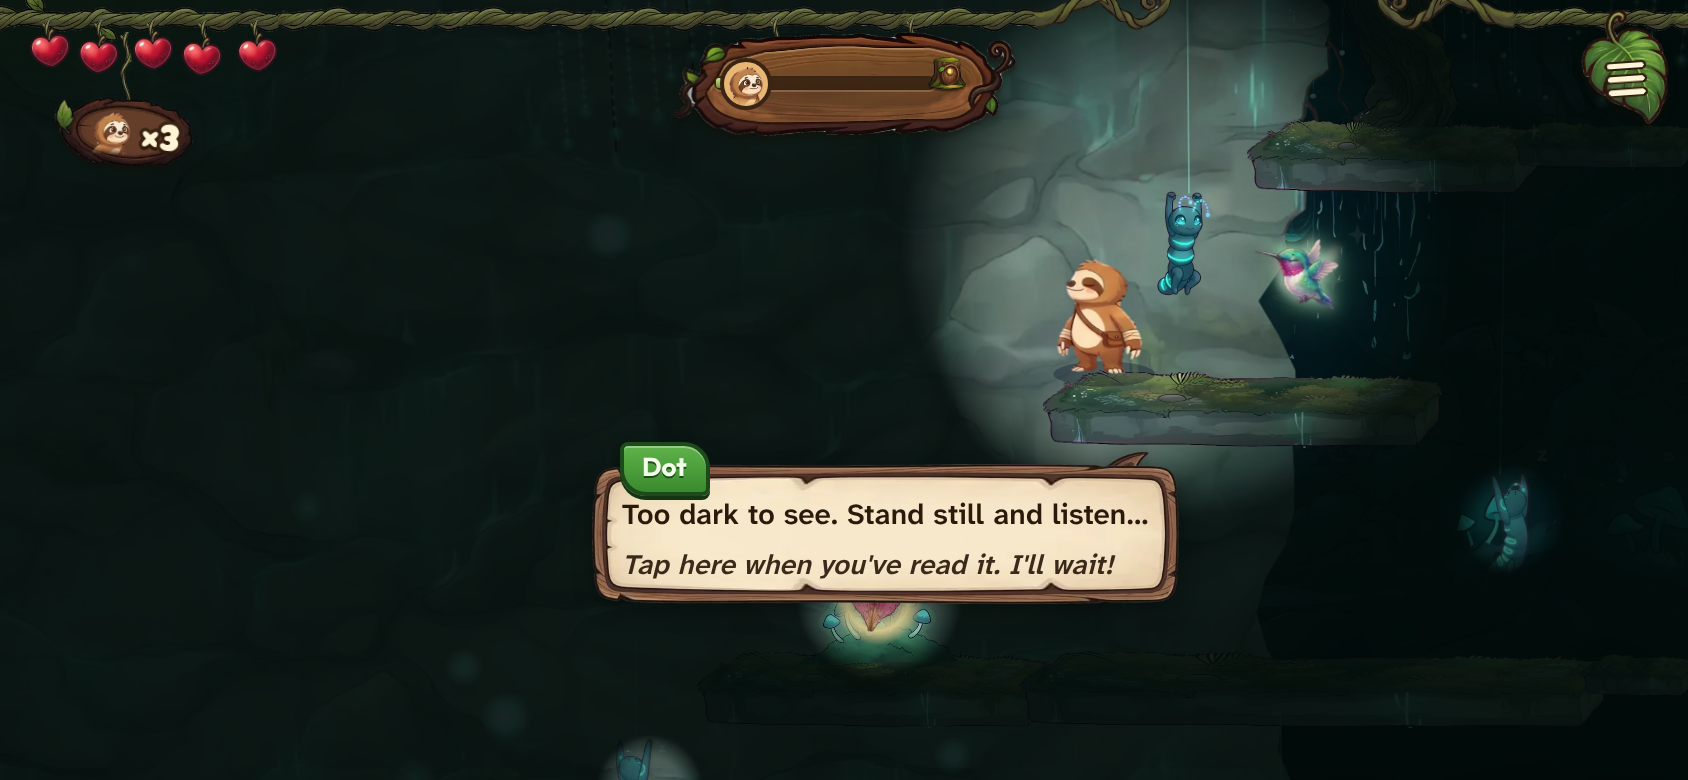 ×3
Dot
Too dark to see. Stand still and listen...
Tap here when you've read it. I'll wait!